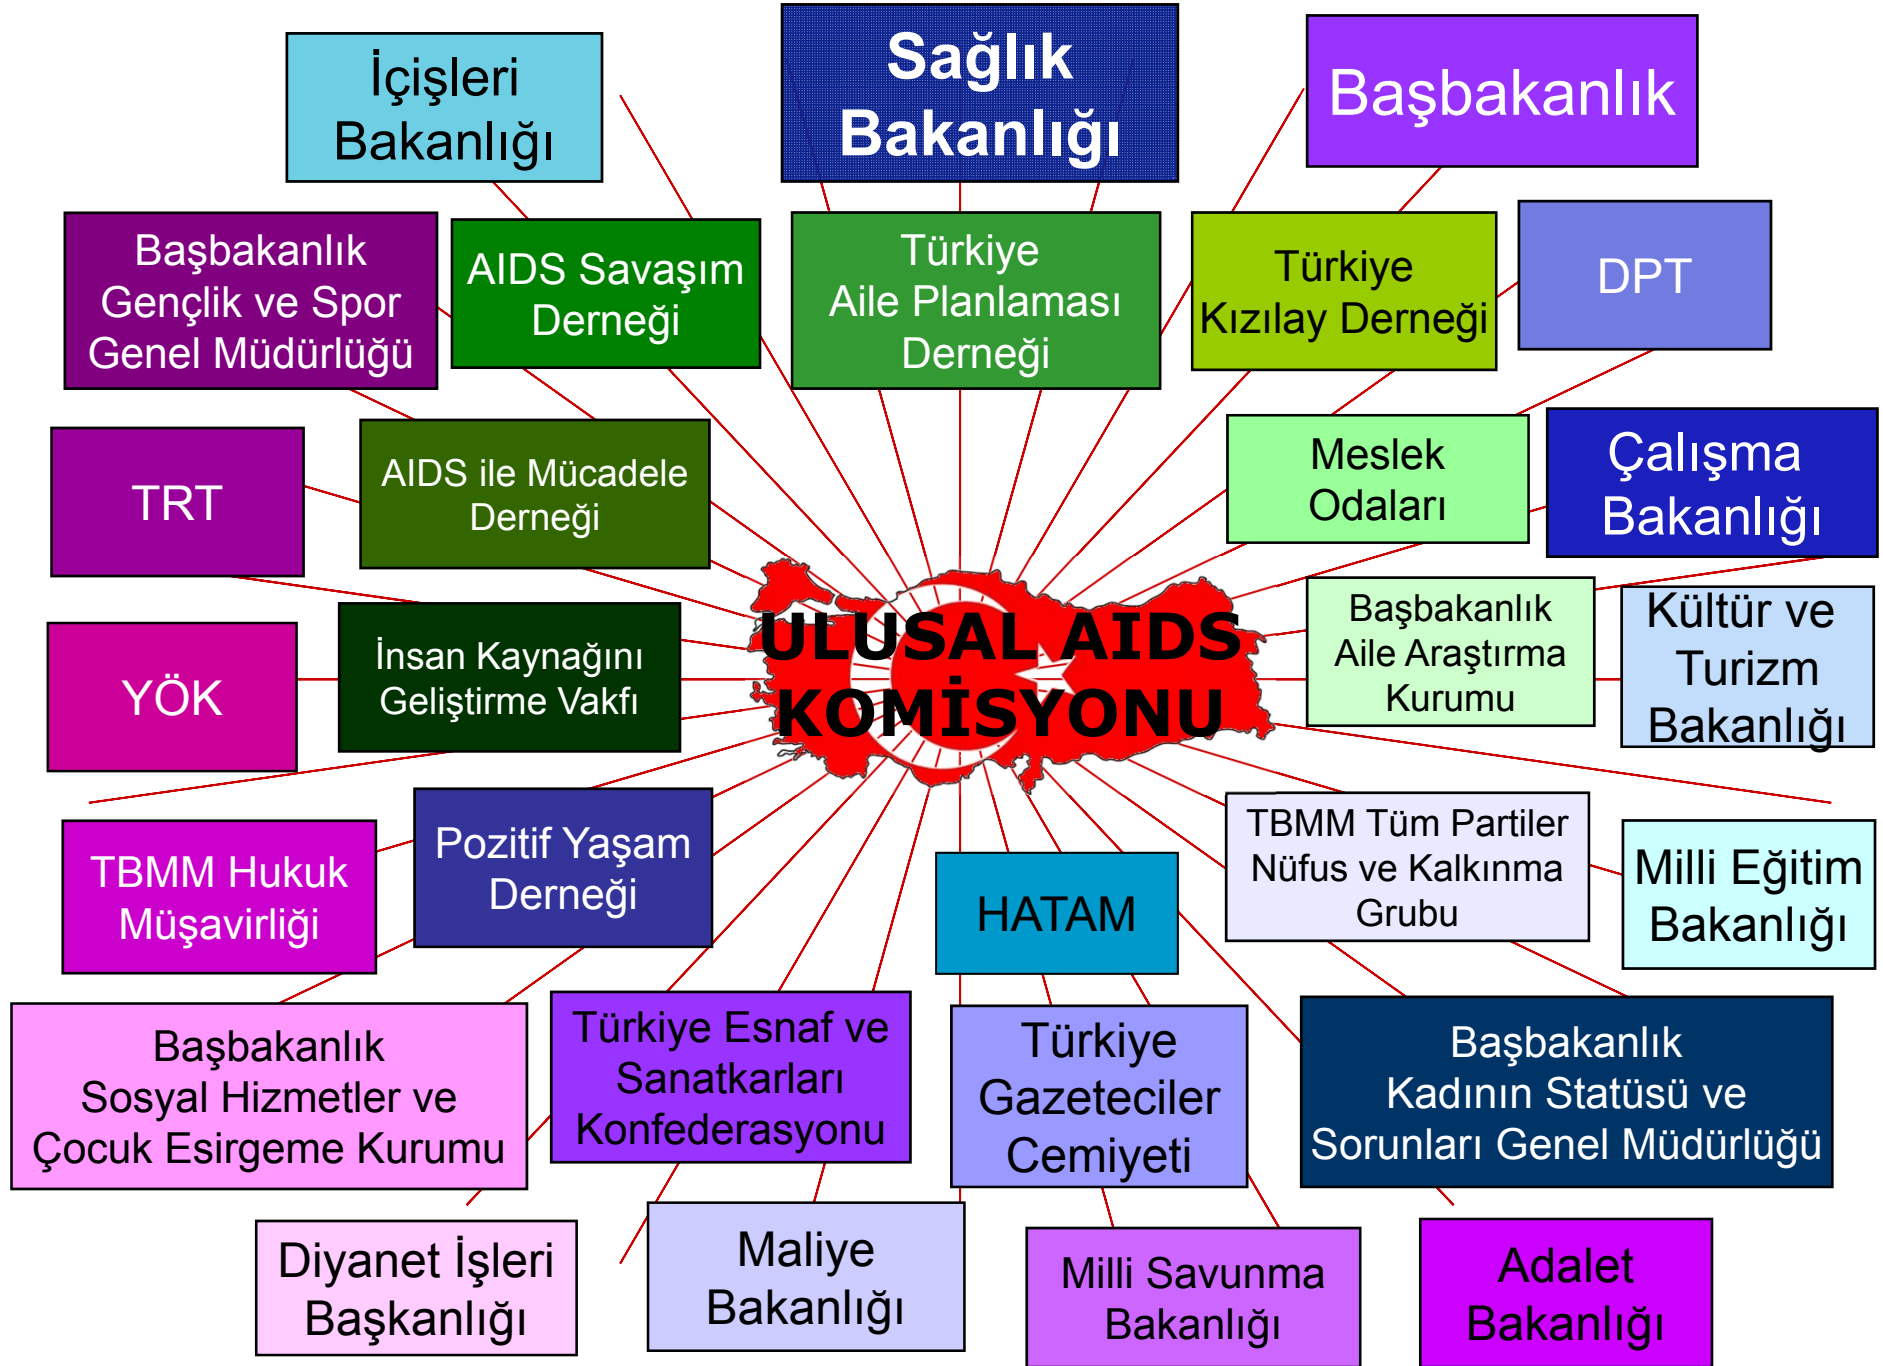 İçişleri
Bakanlığı
Sağlık
Bakanlığı
Başbakanlık
Başbakanlık
Gençlik ve Spor
Genel Müdürlüğü
AIDS Savaşım
Derneği
Türkiye
Aile Planlaması
Derneği
Türkiye
Kızılay Derneği
DPT
TRT
AIDS ile Mücadele
Derneği
Meslek
Odaları
Çalışma
Bakanlığı
YÖK
İnsan Kaynağını
Geliştirme Vakfı
ULUSAL AIDS
KOMİSYONU
Başbakanlık
Aile Araştırma
Kurumu
Kültür ve
Turizm
Bakanlığı
TBMM Hukuk
Müşavirliği
Pozitif Yaşam
Derneği
HATAM
TBMM Tüm Partiler
Nüfus ve Kalkınma
Grubu
Milli Eğitim
Bakanlığı
Başbakanlık
Sosyal Hizmetler ve
Çocuk Esirgeme Kurumu
Türkiye Esnaf ve
Sanatkarları
Konfederasyonu
Türkiye
Gazeteciler
Cemiyeti
Başbakanlık
Kadının Statüsü ve
Sorunları Genel Müdürlüğü
Diyanet İşleri
Başkanlığı
Maliye
Bakanlığı
Milli Savunma
Bakanlığı
Adalet
Bakanlığı